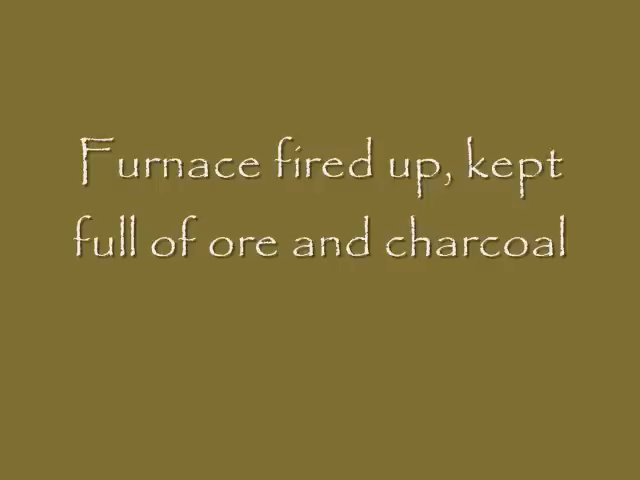 Furnace fired up, kept
full of ore and charcoal